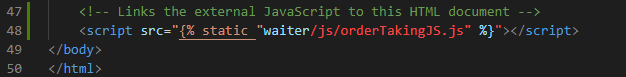 47 <!-- Links the external JavaScript to this HTML document -->
48 <script src="{% static "waiter/js/orderTakingJS.js" %}"></script>
49 </body>
50 </html>